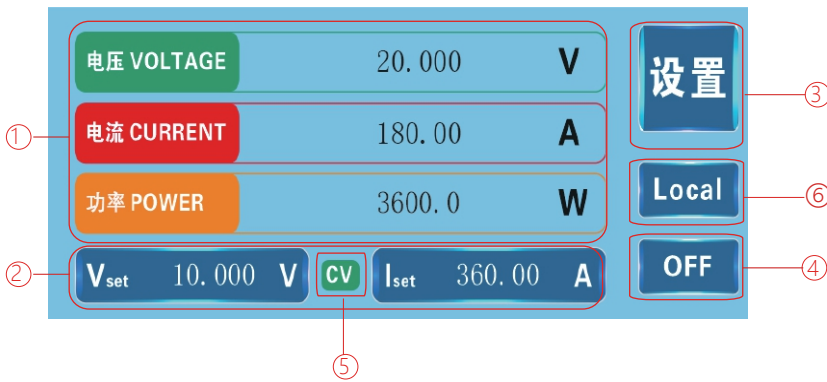 电压 VOLTAGE 20.000 V
设置
③
① 电流 CURRENT 180.00 A
功率 POWER 3600.0 W
Local ⑥
② Vset 10.000 V CV Iset 360.00 A
OFF ④
⑤